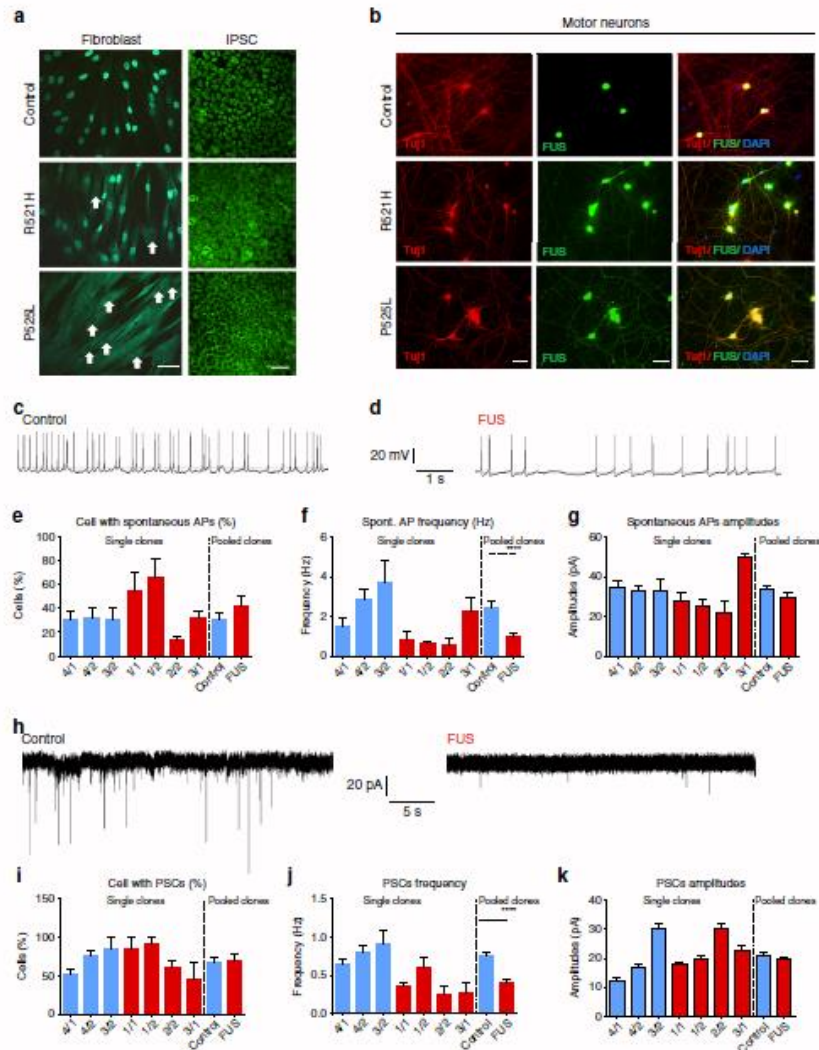 a
Fibroblast IPSC
Control
R521H
P525L
b
Motor neurons
Tuj1 FUS Tuj1/ FUS/ DAPI
Tuj1 FUS Tuj1/ FUS/ DAPI
Tuj1 FUS Tuj1/ FUS/ DAPI
c
Control
d
FUS
20 mV
1 s
e
Cell with spontaneous APs (%)
Single clones Pooled clones
Cells (%)
100
80
60
40
20
0
4/1 4/2 3/2 1/1 1/2 2/2 3/1 Control FUS
f
Spont. AP frequency (Hz)
Single clones Pooled clones
****
Frequency (Hz)
6
4
2
0
4/1 4/2 3/2 1/1 1/2 2/2 3/1 Control FUS
g
Spontaneous APs amplitudes
Single clones Pooled clones
Amplitudes (pA)
60
40
20
0
4/1 4/2 3/2 1/1 1/2 2/2 3/1 Control FUS
h
Control
FUS
20 pA
5 s
i
Cell with PSCs (%)
Single clones Pooled clones
Cells (%)
150
100
50
0
4/1 4/2 3/2 1/1 1/2 2/2 3/1 Control FUS
j
PSCs frequency
Single clones Pooled clones
****
Frequency (Hz)
1.5
1.0
0.5
0.0
4/1 4/2 3/2 1/1 1/2 2/2 3/1 Control FUS
k
PSCs amplitudes
Single clones Pooled clones
Amplitudes (pA)
40
30
20
10
0
4/1 4/2 3/2 1/1 1/2 2/2 3/1 Control FUS